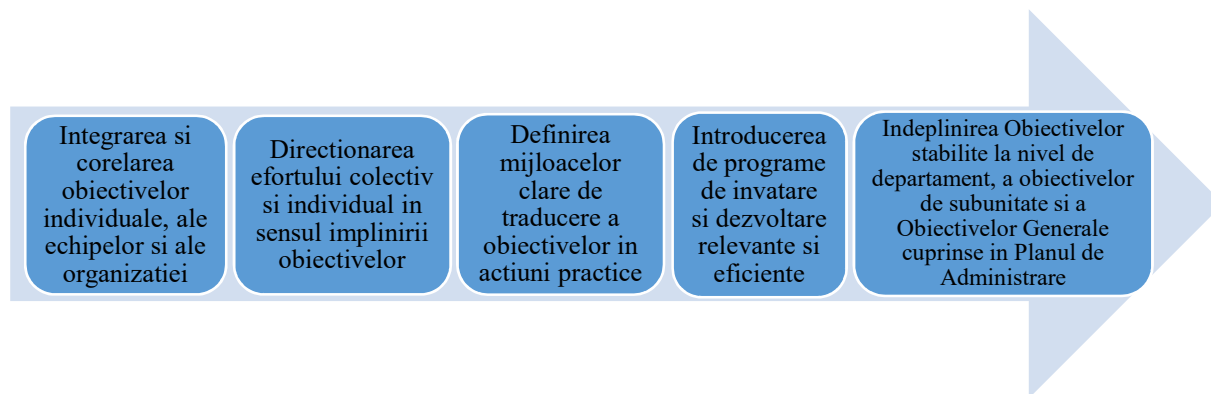 Integrarea si
corelarea
obiectivelor
individuale, ale
echipelor si ale
organizatiei
Directionarea
efortului colectiv
si individual in
sensul implinirii
obiectivelor
Definirea
mijloacelor
clare de
traducere a
obiectivelor in
actiuni practice
Introducerea
de programe
de invatare
si dezvoltare
relevante si
eficiente
Indeplinirea Obiectivelor
stabilite la nivel de
departament, a obiectivelor
de subunitate si a
Obiectivelor Generale
cuprinse in Planul de
Administrare